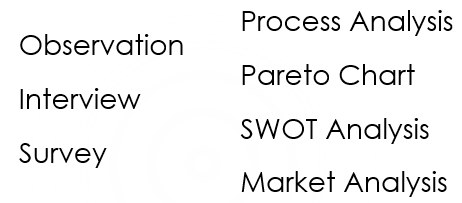 Observation
Interview
Survey
Process Analysis
Pareto Chart
SWOT Analysis
Market Analysis